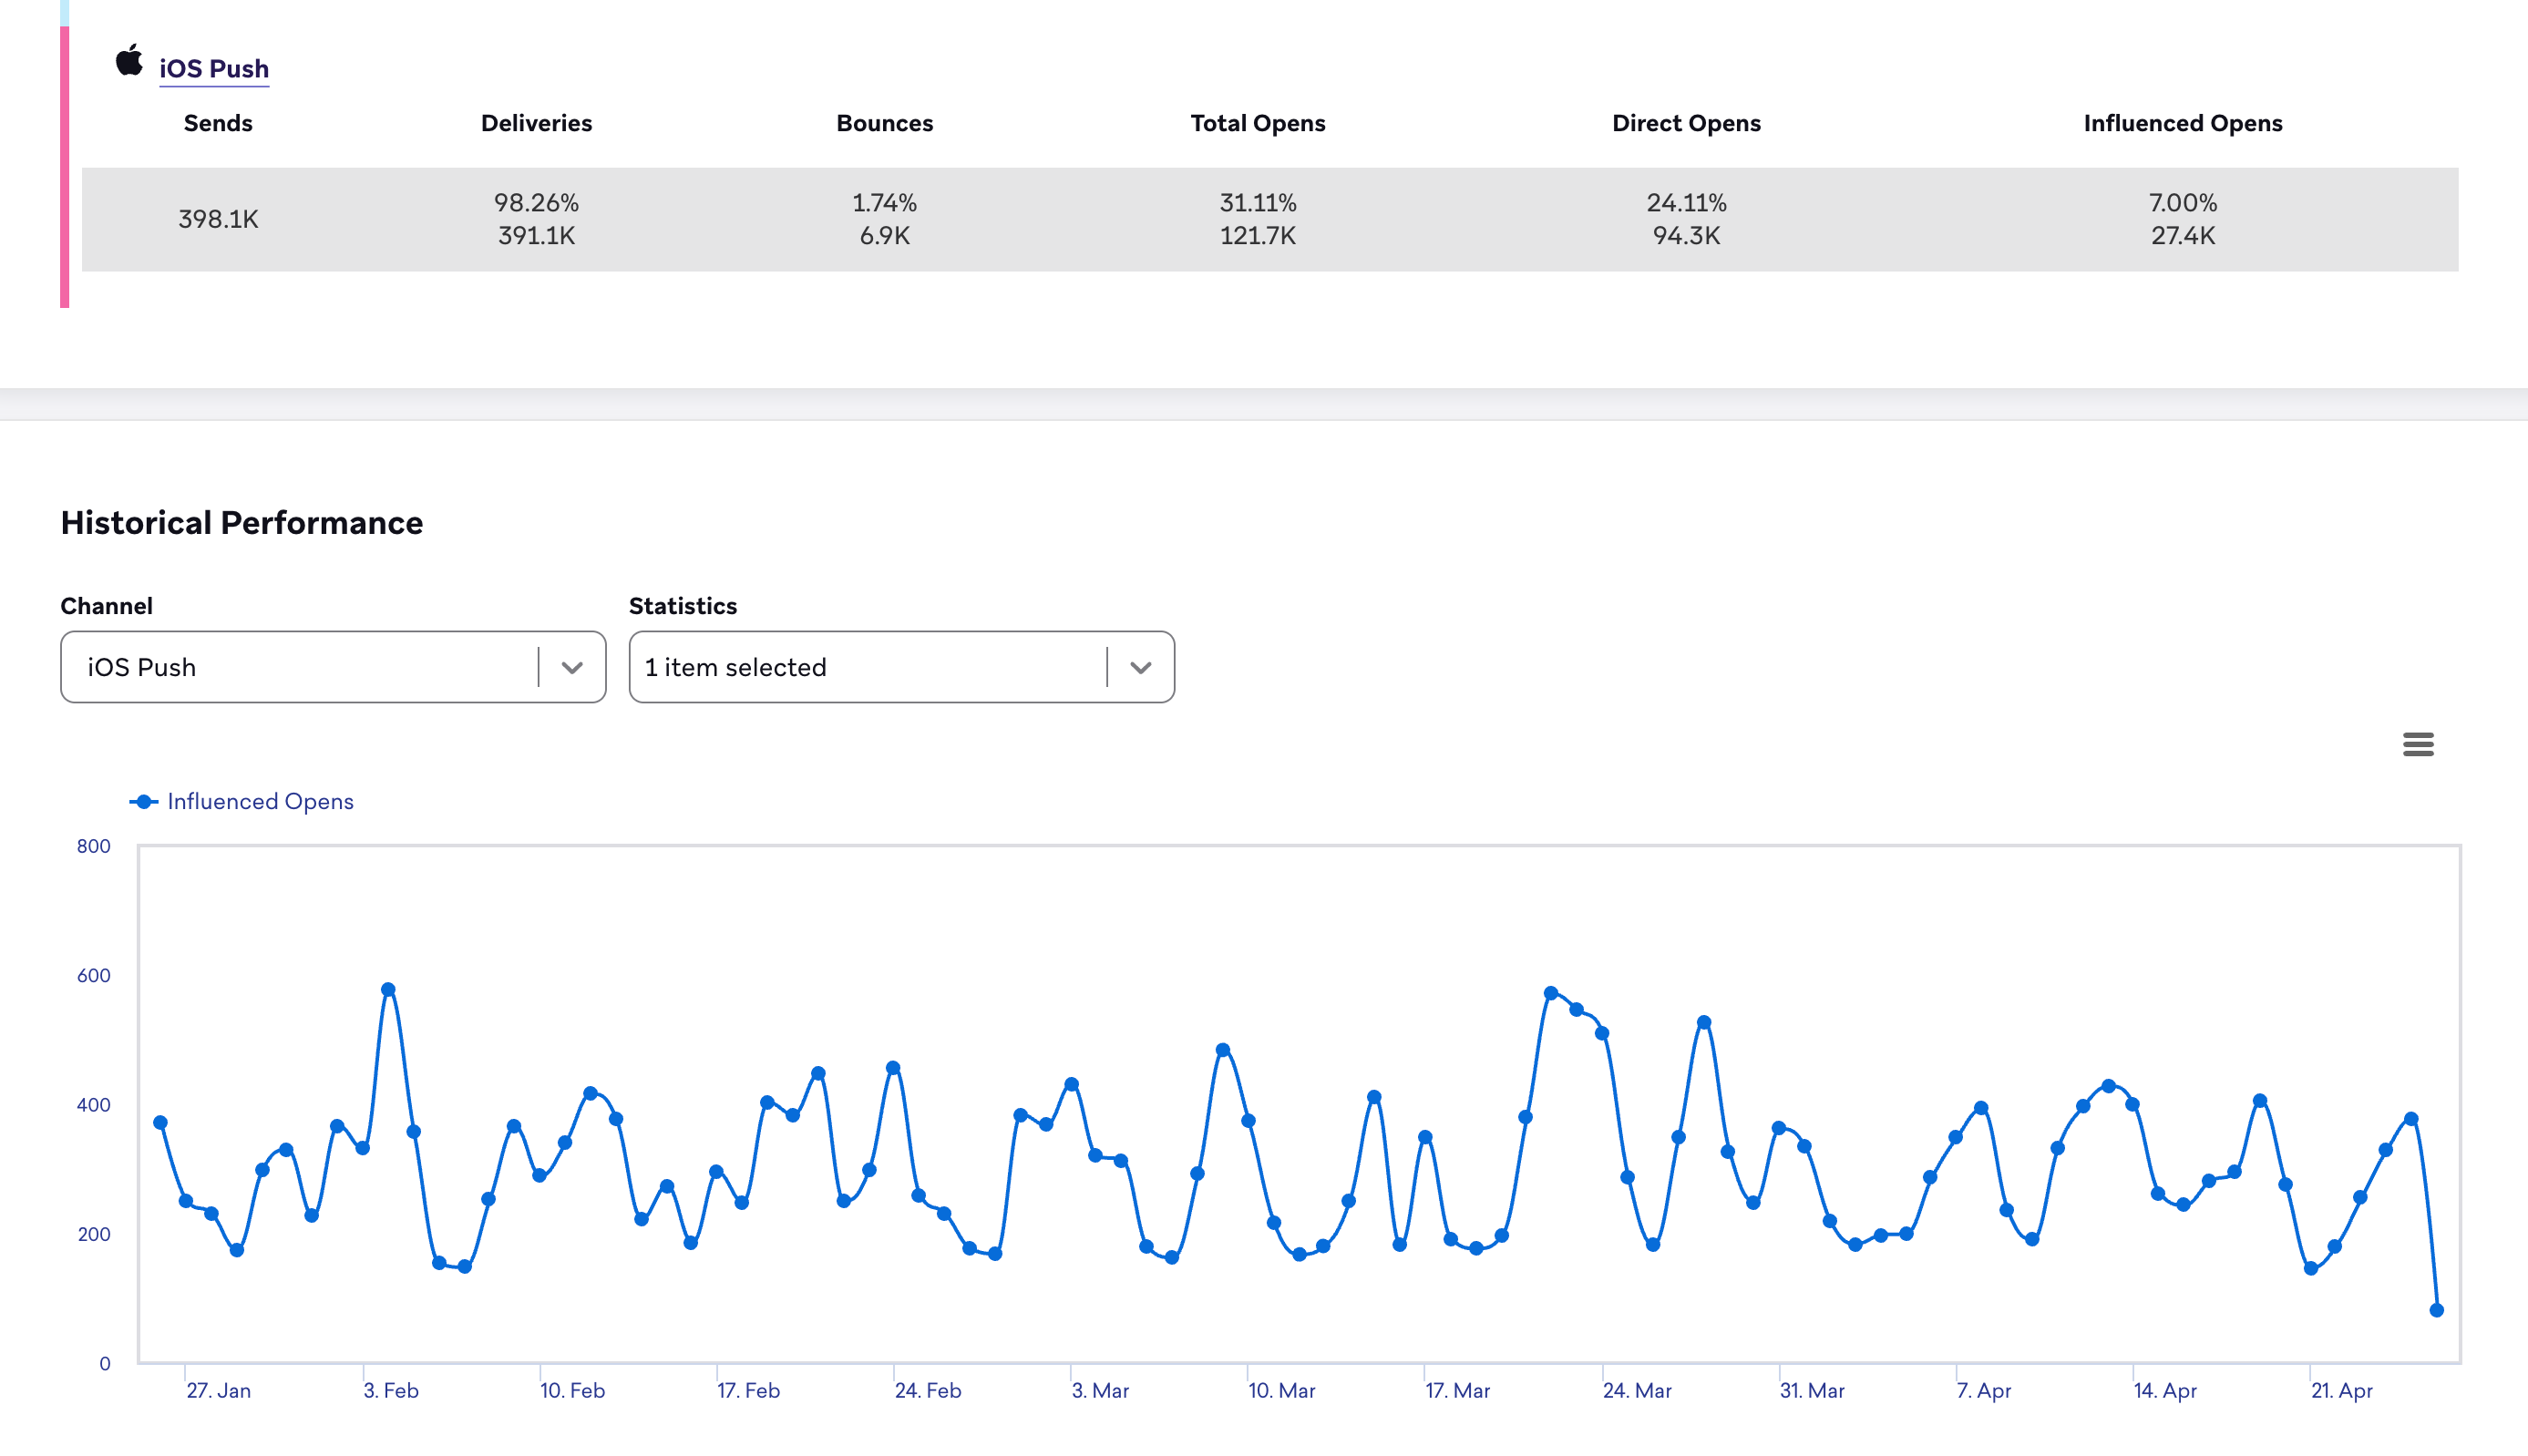 iOS Push
Sends Deliveries Bounces Total Opens Direct Opens Influenced Opens
398.1K 98.26% 1.74% 31.11% 24.11% 7.00%
391.1K 6.9K 121.7K 94.3K 27.4K
Historical Performance
Channel Statistics
iOS Push 1 item selected
Influenced Opens
800
600
400
200
0
27. Jan 3. Feb 10. Feb 17. Feb 24. Feb 3. Mar 10. Mar 17. Mar 24. Mar 31. Mar 7. Apr 14. Apr 21. Apr